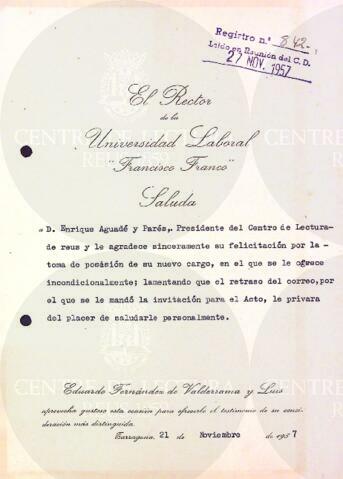 Registro n.º 842.
Leído en Reunión del C.D.
27 NOV. 1957
El Rector
de la
Universidad Laboral
"Francisco Franco"
Saluda
a D. Enrique Aguadé y Parés, Presidente del Centro de Lectura-
de reus y le agradece sinceramente su felicitación por la-
toma de posición de su nuevo cargo, en el que se le ofrece
incondicionalmente; lamentando que el retraso del correo, por
el que se le mandó la invitación para el Acto, le privara
del placer de saludarle personalmente.
Eduardo Fernández de Valderrama y Luis
aprovecha gustoso esta ocasión para ofrecerle el testimonio de su consi-
deración más distinguida.
Tarragona, 21 de Noviembre de 1957